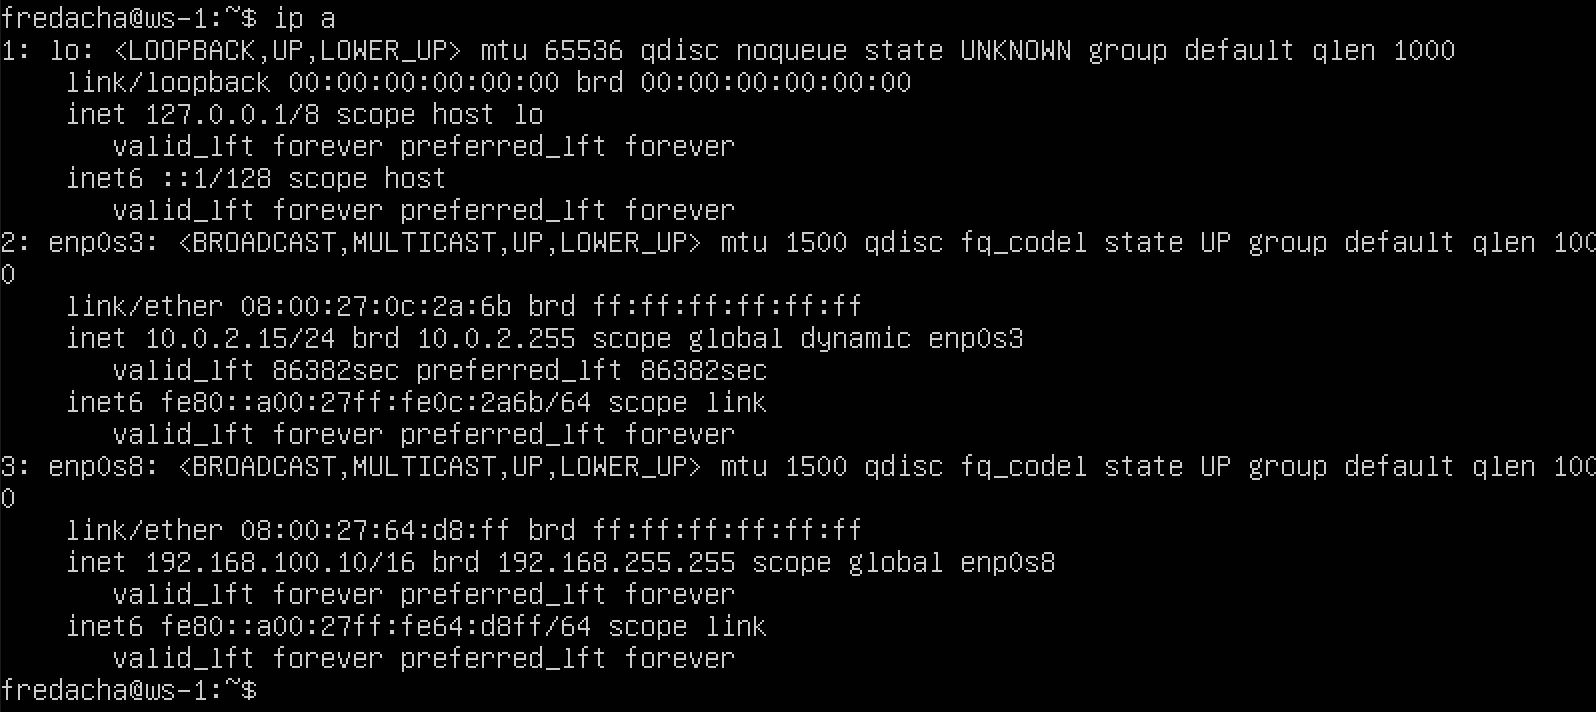 fredacha@ws-1:~$ ip a
1: lo: <LOOPBACK,UP,LOWER_UP> mtu 65536 qdisc noqueue state UNKNOWN group default qlen 1000
    link/loopback 00:00:00:00:00:00 brd 00:00:00:00:00:00
    inet 127.0.0.1/8 scope host lo
       valid_lft forever preferred_lft forever
    inet6 ::1/128 scope host
       valid_lft forever preferred_lft forever
2: enp0s3: <BROADCAST,MULTICAST,UP,LOWER_UP> mtu 1500 qdisc fq_codel state UP group default qlen 100
0
    link/ether 08:00:27:0c:2a:6b brd ff:ff:ff:ff:ff:ff
    inet 10.0.2.15/24 brd 10.0.2.255 scope global dynamic enp0s3
       valid_lft 86382sec preferred_lft 86382sec
    inet6 fe80::a00:27ff:fe0c:2a6b/64 scope link
       valid_lft forever preferred_lft forever
3: enp0s8: <BROADCAST,MULTICAST,UP,LOWER_UP> mtu 1500 qdisc fq_codel state UP group default qlen 100
0
    link/ether 08:00:27:64:d8:ff brd ff:ff:ff:ff:ff:ff
    inet 192.168.100.10/16 brd 192.168.255.255 scope global enp0s8
       valid_lft forever preferred_lft forever
    inet6 fe80::a00:27ff:fe64:d8ff/64 scope link
       valid_lft forever preferred_lft forever
fredacha@ws-1:~$